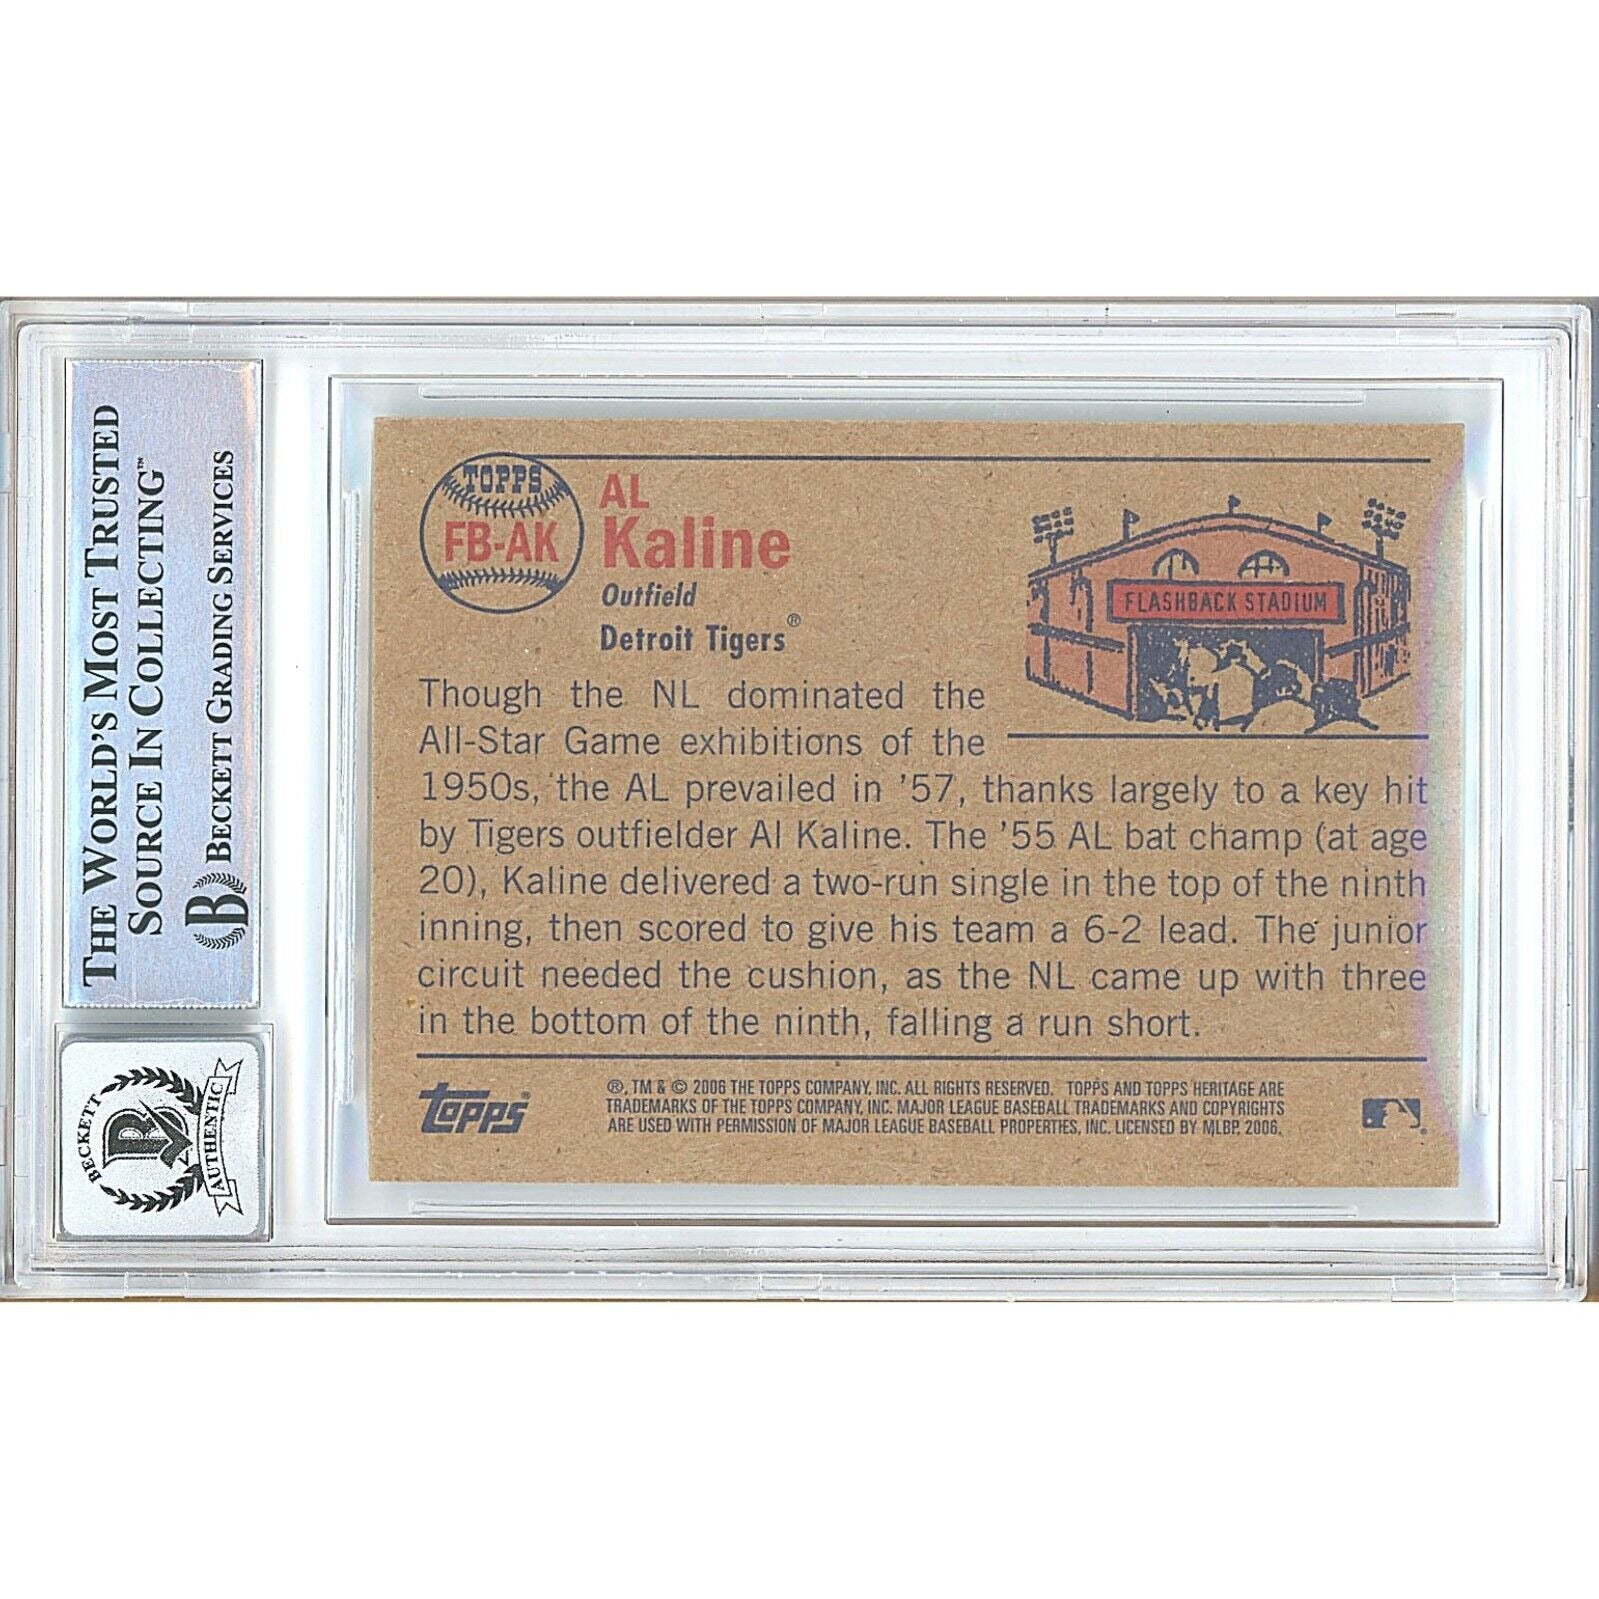 THE WORLD'S MOST TRUSTED
SOURCE IN COLLECTING™
B BECKETT GRADING SERVICES
BECKETT
B
AUTHENTIC
TOPPS
FB-AK
AL
Kaline
Outfield
Detroit Tigers®
FLASHBACK STADIUM
Though the NL dominated the
All-Star Game exhibitions of the
1950s, the AL prevailed in '57, thanks largely to a key hit
by Tigers outfielder Al Kaline. The '55 AL bat champ (at age
20), Kaline delivered a two-run single in the top of the ninth
inning, then scored to give his team a 6-2 lead. The junior
circuit needed the cushion, as the NL came up with three
in the bottom of the ninth, falling a run short.
topps®
®, TM & © 2006 THE TOPPS COMPANY, INC. ALL RIGHTS RESERVED. TOPPS AND TOPPS HERITAGE ARE
TRADEMARKS OF THE TOPPS COMPANY, INC. MAJOR LEAGUE BASEBALL TRADEMARKS AND COPYRIGHTS
ARE USED WITH PERMISSION OF MAJOR LEAGUE BASEBALL PROPERTIES, INC. LICENSED BY MLBP. 2006.